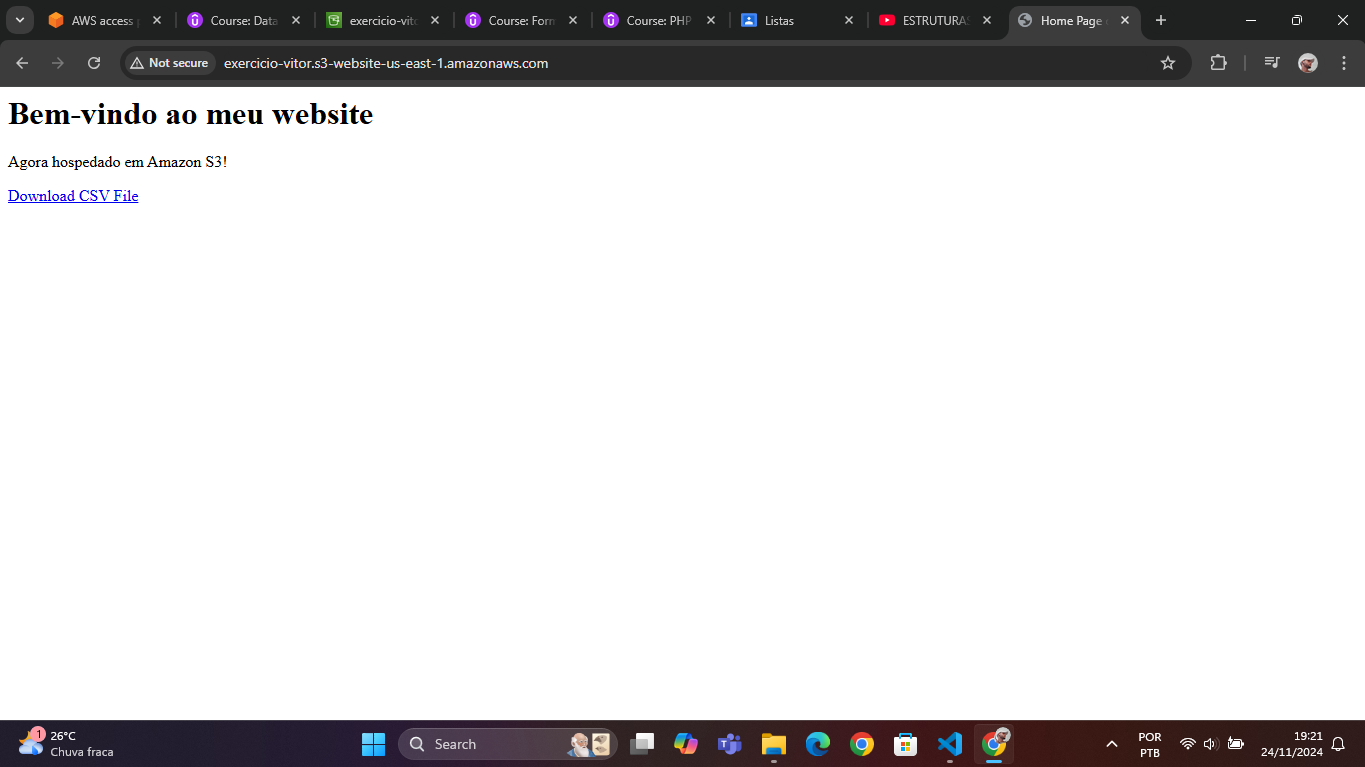 AWS access
Course: Data
exercicio-vito
Course: Form
Course: PHP
Listas
ESTRUTURAS
Home Page
Not secure
exercicio-vitor.s3-website-us-east-1.amazonaws.com
Bem-vindo ao meu website
Agora hospedado em Amazon S3!
Download CSV File
1
26°C
Chuva fraca
Search
POR
PTB
19:21
24/11/2024